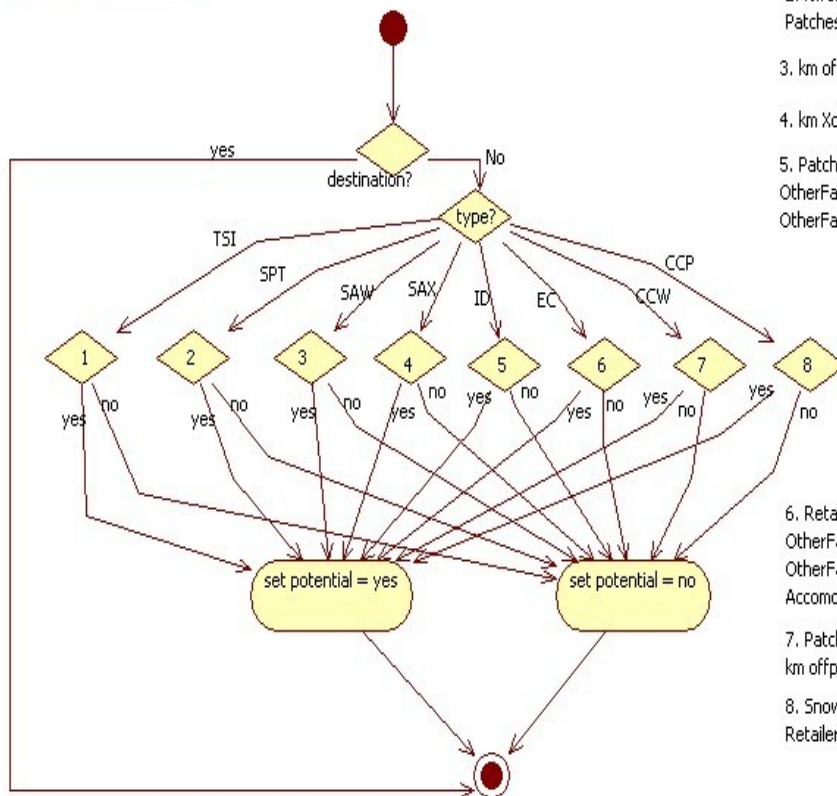 Patches
3. km of
4. km Xc
5. Patch
OtherFa
OtherFa
yes
No
destination?
type?
TSI
SPT
SAW
SAX
ID
EC
CCW
CCP
1
2
3
4
5
6
7
8
yes
no
yes
no
yes
no
yes
no
yes
no
yes
no
yes
no
yes
no
6. Reta
OtherFa
OtherFa
Accomo
7. Patch
km offp
8. Snow
Retailer
set potential = yes
set potential = no